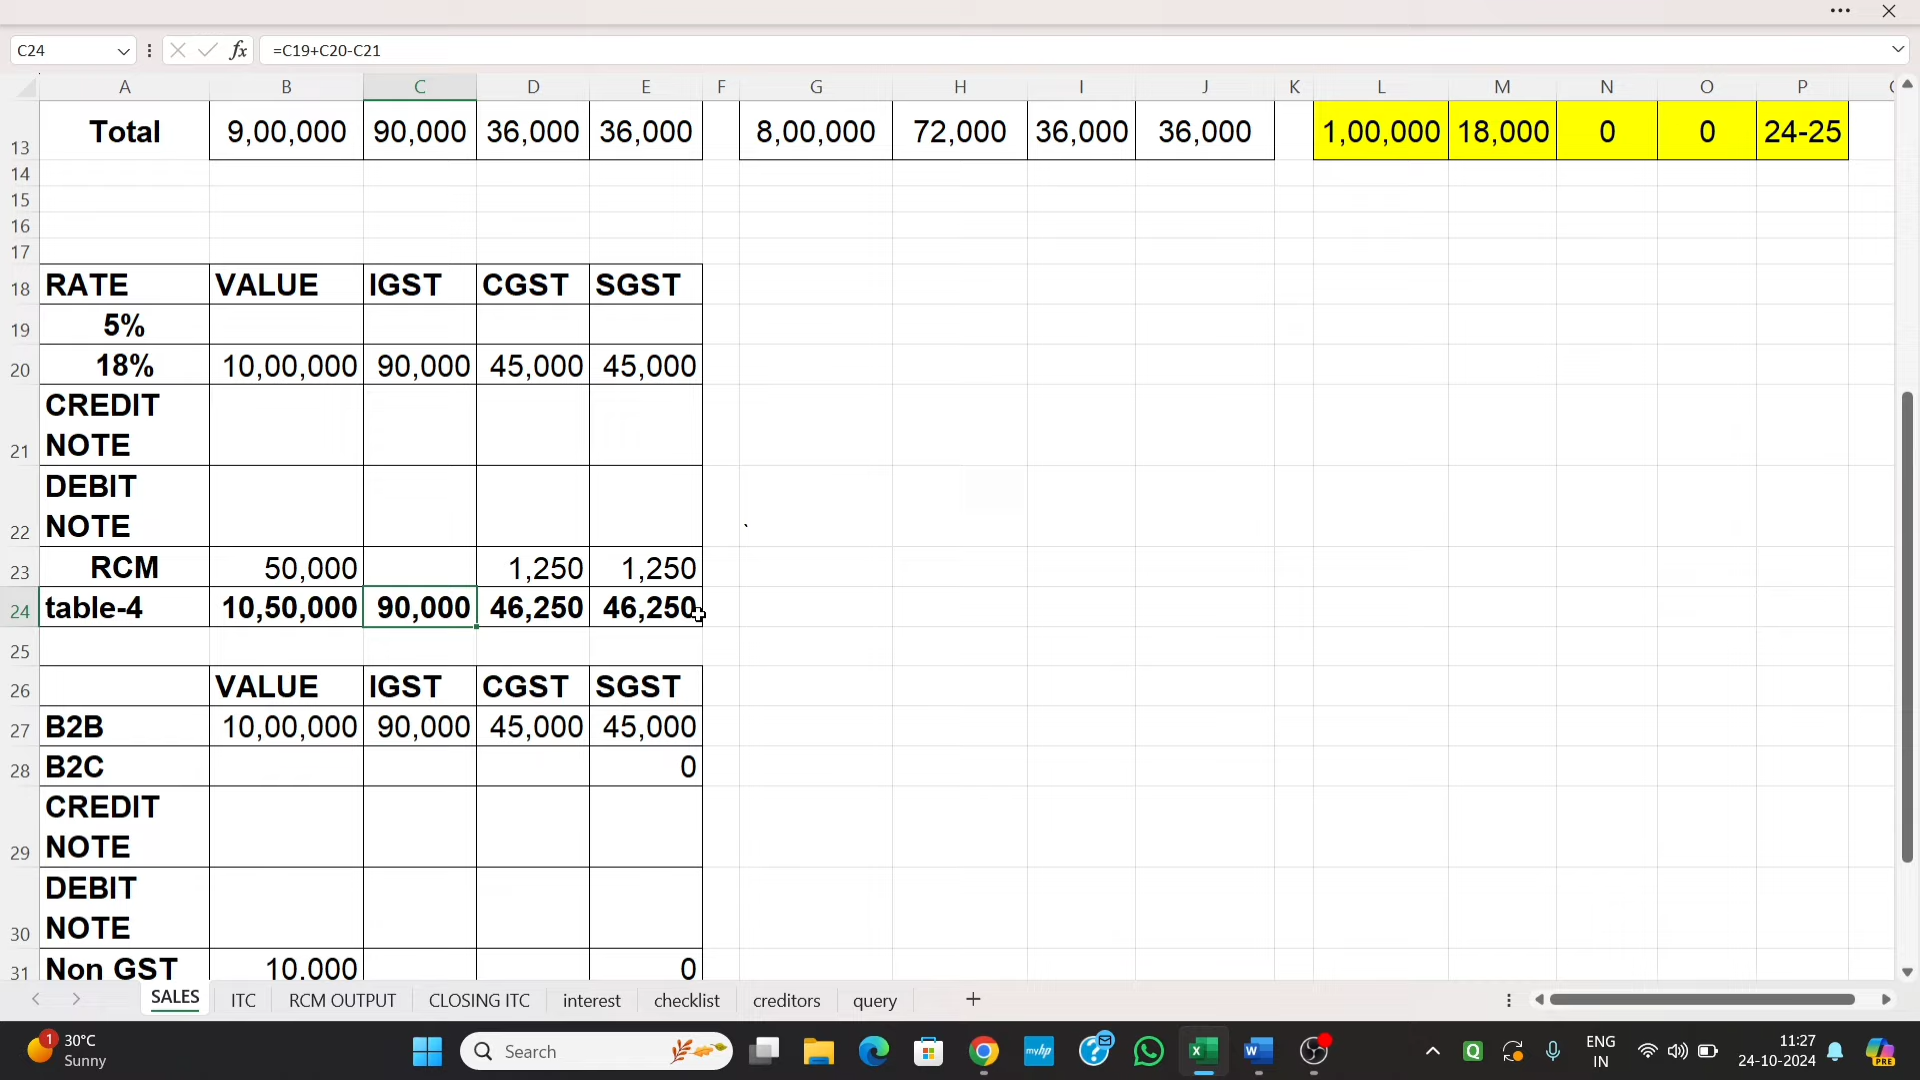 C24 fx =C19+C20-C21
A B C D E F G H I J K L M N O P
13 Total 9,00,000 90,000 36,000 36,000 8,00,000 72,000 36,000 36,000 1,00,000 18,000 0 0 24-25
14
15
16
17
18 RATE VALUE IGST CGST SGST
19 5%
20 18% 10,00,000 90,000 45,000 45,000
CREDIT
21 NOTE
DEBIT
22 NOTE
23 RCM 50,000 1,250 1,250
24 table-4 10,50,000 90,000 46,250 46,250
25
26 VALUE IGST CGST SGST
27 B2B 10,00,000 90,000 45,000 45,000
28 B2C 0
CREDIT
29 NOTE
DEBIT
30 NOTE
31 Non GST 10,000 0
SALES ITC RCM OUTPUT CLOSING ITC interest checklist creditors query
1 30°C Search ENG 11:27
Sunny IN 24-10-2024
myhp
PRE